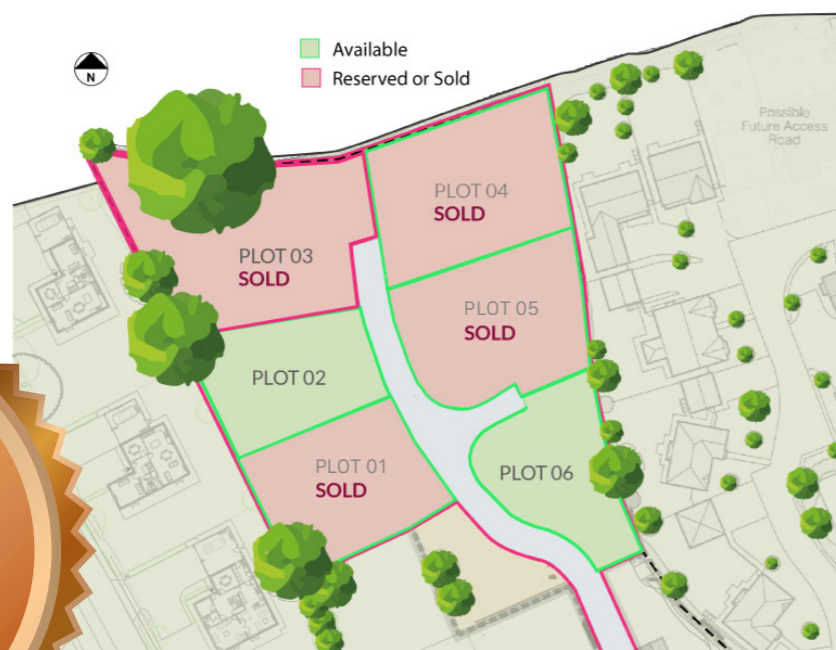 Available
Reserved or Sold
N
Possible
Future Access
Road
PLOT 04
SOLD
PLOT 03
SOLD
PLOT 05
SOLD
PLOT 02
PLOT 01
SOLD
PLOT 06